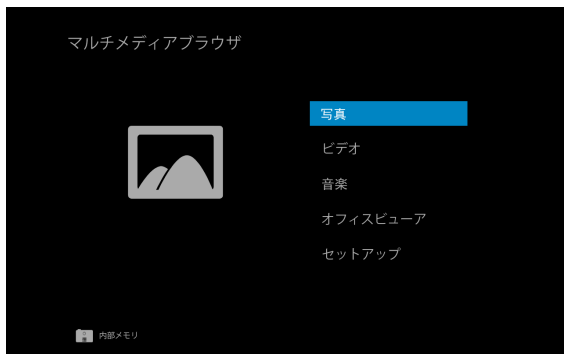 マルチメディアブラウザ
写真
ビデオ
音楽
オフィスビューア
セットアップ
内部メモリ